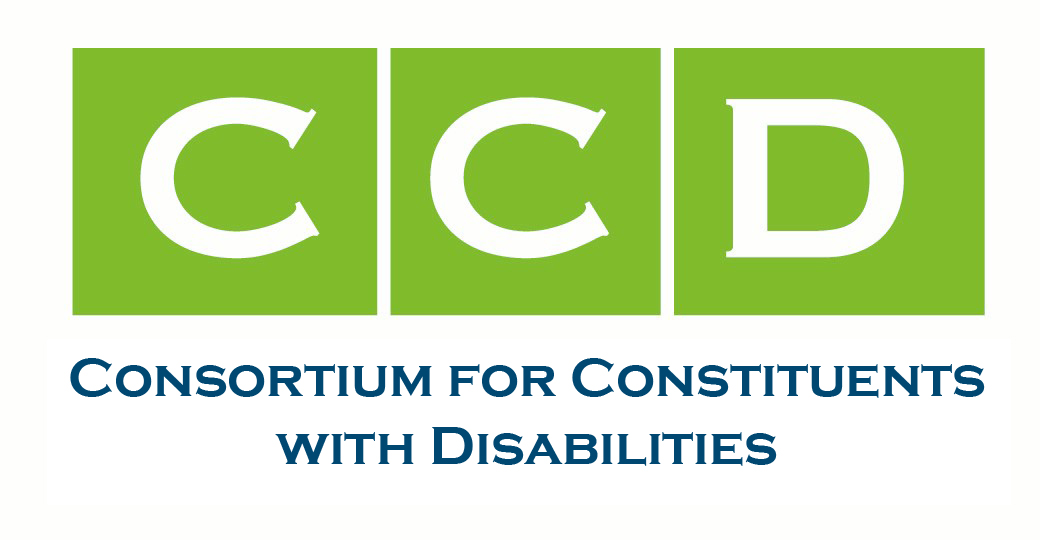 CCD
CONSORTIUM FOR CONSTITUENTS
WITH DISABILITIES